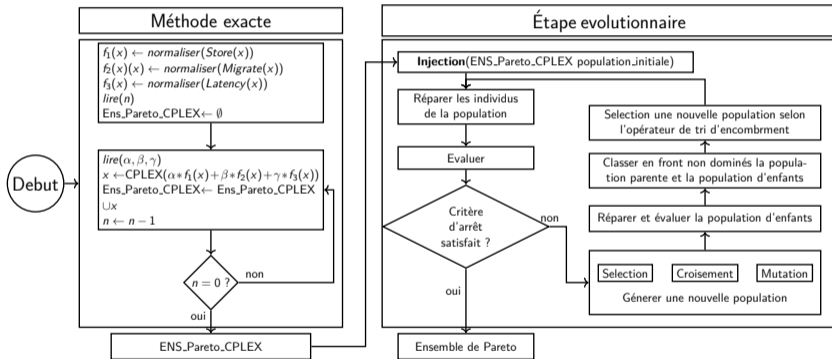 Méthode exacte
f₁(x) ← normaliser(Store(x))
f₂(x)(x) ← normaliser(Migrate(x))
f₃(x) ← normaliser(Latency(x))
lire(n)
Ens_Pareto_CPLEX← ∅
Debut
lire(α, β, γ)
x ←CPLEX(α∗f₁(x)+β∗f₂(x)+γ∗f₃(x))
Ens_Pareto_CPLEX← Ens_Pareto_CPLEX
∪x
n ← n − 1
n = 0 ?
non
oui
ENS_Pareto_CPLEX
Étape evolutionnaire
Injection(ENS_Pareto_CPLEX population_initiale)
Réparer les individus
de la population
Evaluer
Critère
d'arrêt
satisfait ?
non
oui
Ensemble de Pareto
Selection une nouvelle population selon
l'opérateur de tri d'encombrment
Classer en front non dominés la popula-
tion parente et la population d'enfants
Réparer et évaluer la population d'enfants
Selection
Croisement
Mutation
Génerer une nouvelle population